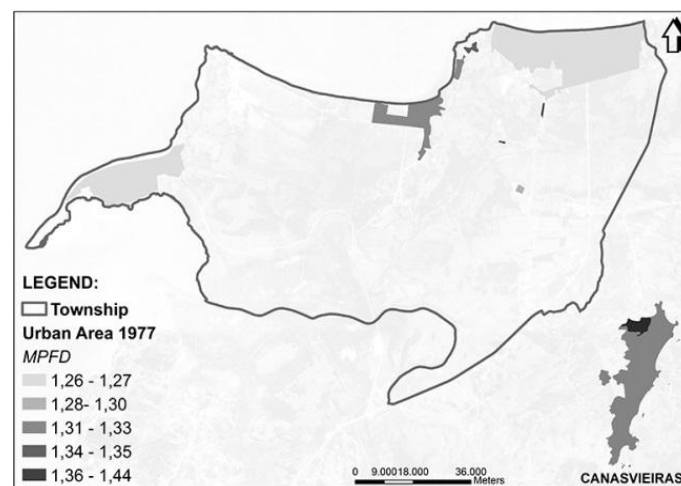 LEGEND:
Township
Urban Area 1977
MPFD
1,26 - 1,27
1,28- 1,30
1,31 - 1,33
1,34 - 1,35
1,36 - 1,44
0 9.00018.000 36.000
Meters
CANASVIEIRAS